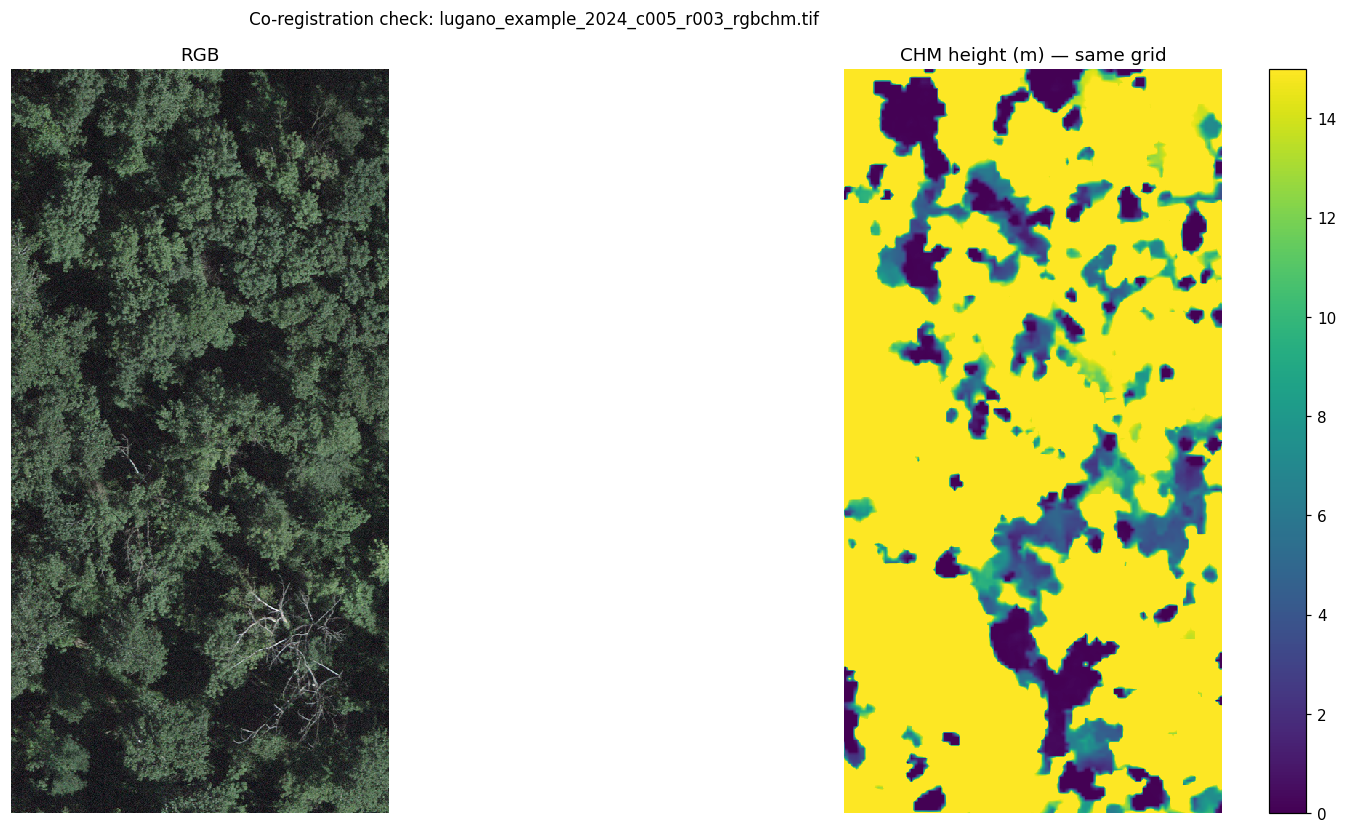 Co-registration check: lugano_example_2024_c005_r003_rgbchm.tif
RGB
CHM height (m) — same grid
14
12
10
8
6
4
2
0